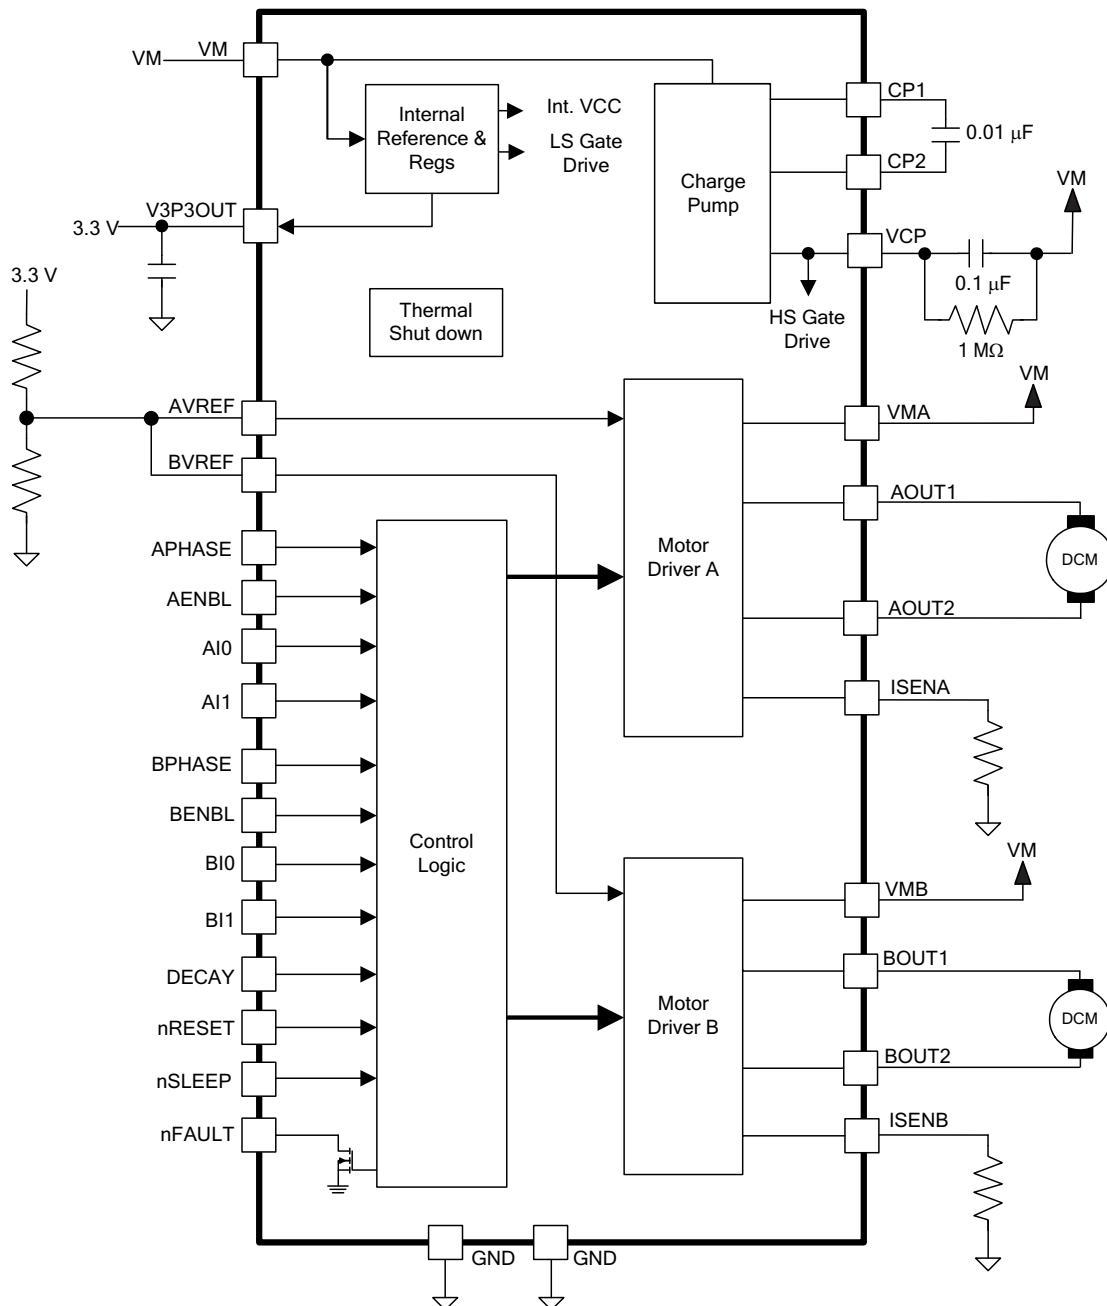 VM
VM
Internal
Reference &
Regs
Int. VCC
LS Gate
Drive
Charge
Pump
CP1
0.01 µF
CP2
VM
VCP
0.1 µF
1 MΩ
HS Gate
Drive
V3P3OUT
3.3 V
3.3 V
Thermal
Shut down
AVREF
BVREF
APHASE
AENBL
AI0
AI1
BPHASE
BENBL
BI0
BI1
DECAY
nRESET
nSLEEP
nFAULT
Control
Logic
Motor
Driver A
VM
VMA
AOUT1
DCM
AOUT2
ISENA
Motor
Driver B
VM
VMB
BOUT1
DCM
BOUT2
ISENB
GND
GND